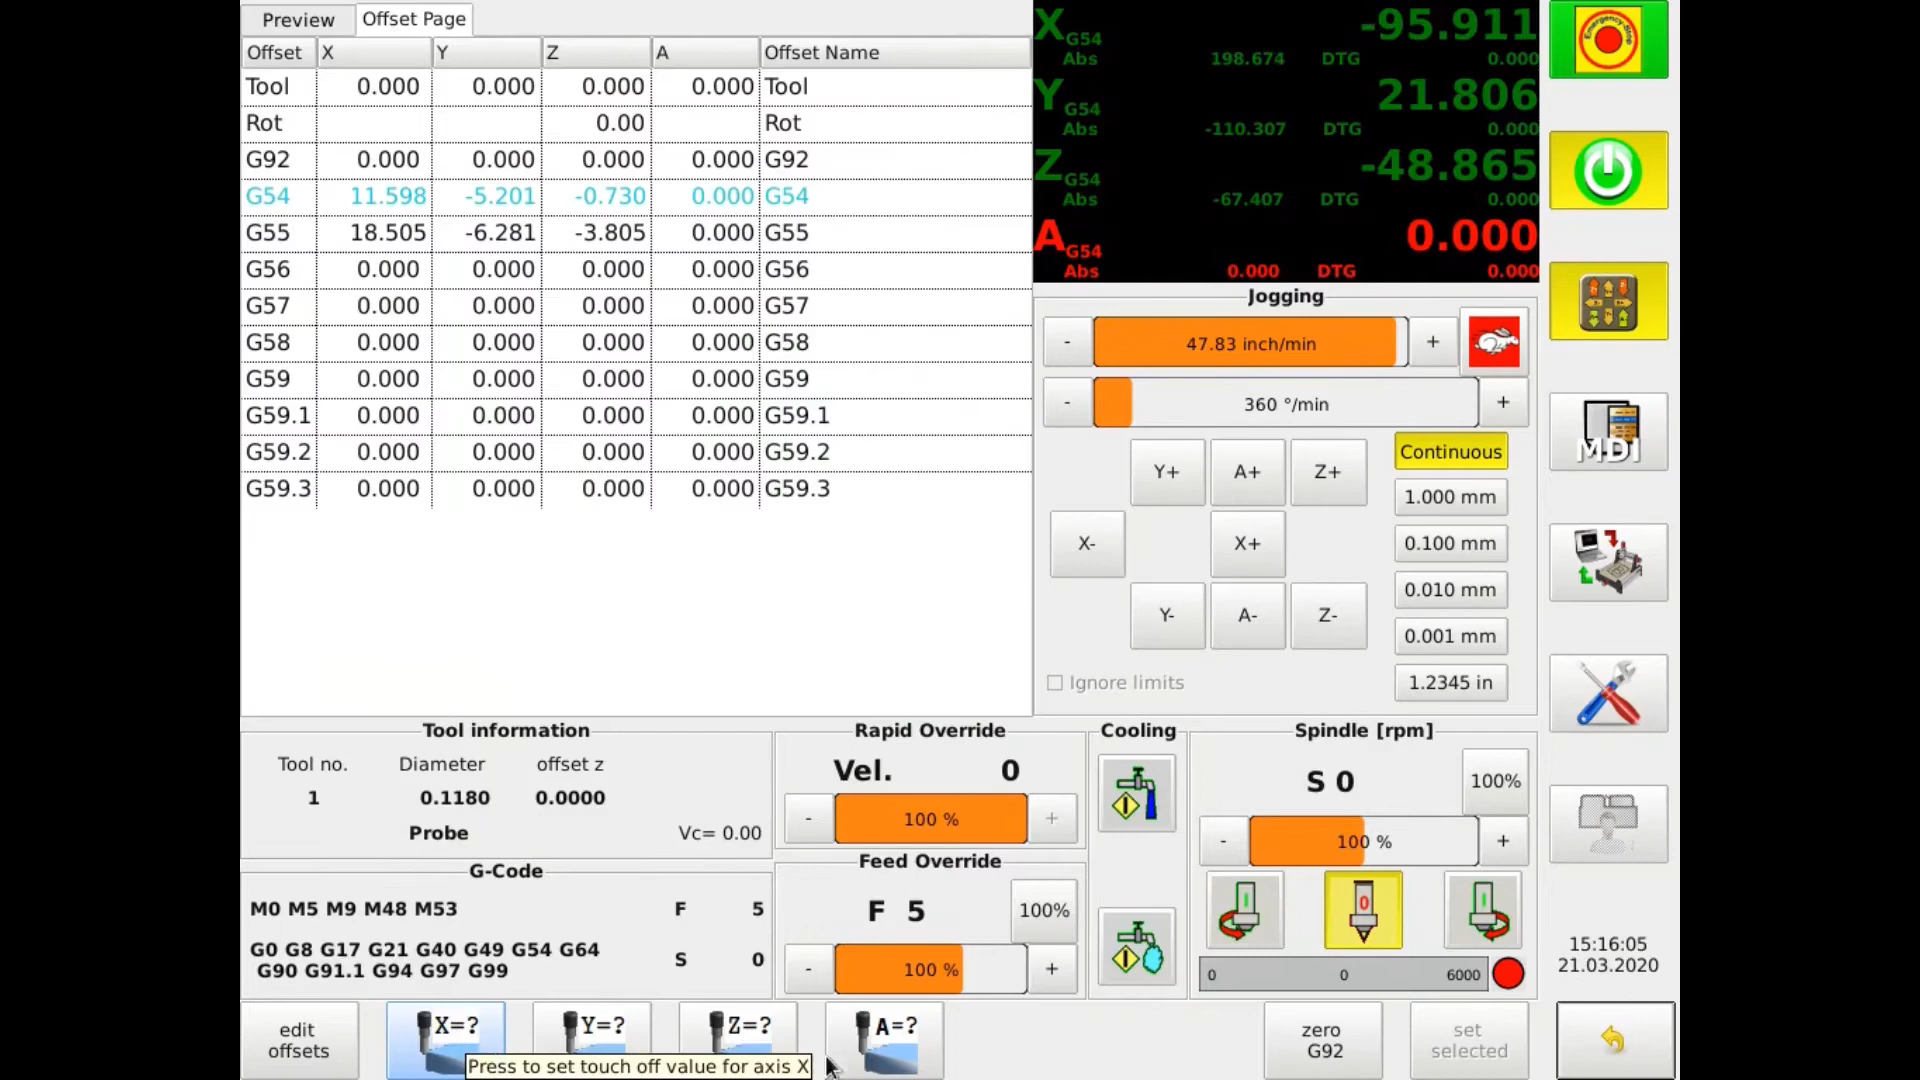 Preview Offset Page
Offset X Y Z A Offset Name
Tool 0.000 0.000 0.000 0.000 Tool
Rot 0.00 Rot
G92 0.000 0.000 0.000 0.000 G92
G54 11.598 -5.201 -0.730 0.000 G54
G55 18.505 -6.281 -3.805 0.000 G55
G56 0.000 0.000 0.000 0.000 G56
G57 0.000 0.000 0.000 0.000 G57
G58 0.000 0.000 0.000 0.000 G58
G59 0.000 0.000 0.000 0.000 G59
G59.1 0.000 0.000 0.000 0.000 G59.1
G59.2 0.000 0.000 0.000 0.000 G59.2
G59.3 0.000 0.000 0.000 0.000 G59.3
X G54 -95.911
Abs 198.674 DTG 0.000
Y G54 21.806
Abs -110.307 DTG 0.000
Z G54 -48.865
Abs -67.407 DTG 0.000
A G54 0.000
Abs 0.000 DTG 0.000
Jogging
- 47.83 inch/min +
- 360 °/min +
Y+ A+ Z+
X- X+
Y- A- Z-
Continuous
1.000 mm
0.100 mm
0.010 mm
0.001 mm
1.2345 in
Ignore limits
Emergency-Stop
MDI
Tool information
Tool no. Diameter offset z
1 0.1180 0.0000
Probe Vc= 0.00
G-Code
M0 M5 M9 M48 M53 F 5
G0 G8 G17 G21 G40 G49 G54 G64 S 0
G90 G91.1 G94 G97 G99
Rapid Override
Vel. 0
- 100 % +
Feed Override
F 5 100%
- 100 % +
Cooling
Spindle [rpm]
S 0 100%
- 100 % +
0
0 0 6000
15:16:05
21.03.2020
edit
offsets
X=? Y=? Z=? A=?
Press to set touch off value for axis X
zero
G92
set
selected